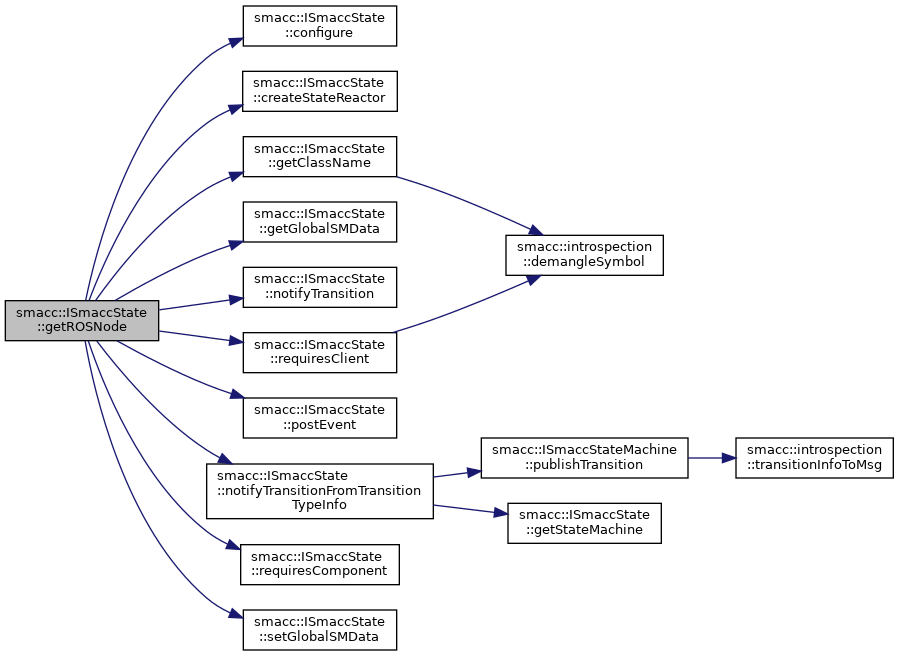 smacc::ISmaccState
::configure
smacc::ISmaccState
::createStateReactor
smacc::ISmaccState
::getClassName
smacc::ISmaccState
::getGlobalSMData
smacc::introspection
::demangleSymbol
smacc::ISmaccState
::notifyTransition
smacc::ISmaccState
::getROSNode
smacc::ISmaccState
::requiresClient
smacc::ISmaccState
::postEvent
smacc::ISmaccState
::notifyTransitionFromTransition
TypeInfo
smacc::ISmaccStateMachine
::publishTransition
smacc::introspection
::transitionInfoToMsg
smacc::ISmaccState
::getStateMachine
smacc::ISmaccState
::requiresComponent
smacc::ISmaccState
::setGlobalSMData